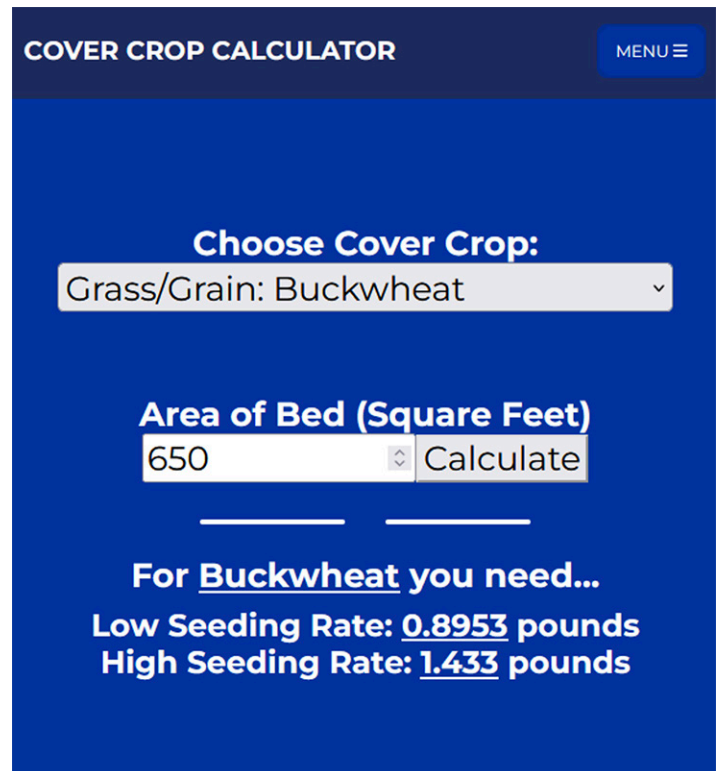 COVER CROP CALCULATOR
MENU
Choose Cover Crop:
Grass/Grain: Buckwheat
Area of Bed (Square Feet)
650 Calculate
For Buckwheat you need...
Low Seeding Rate: 0.8953 pounds
High Seeding Rate: 1.433 pounds